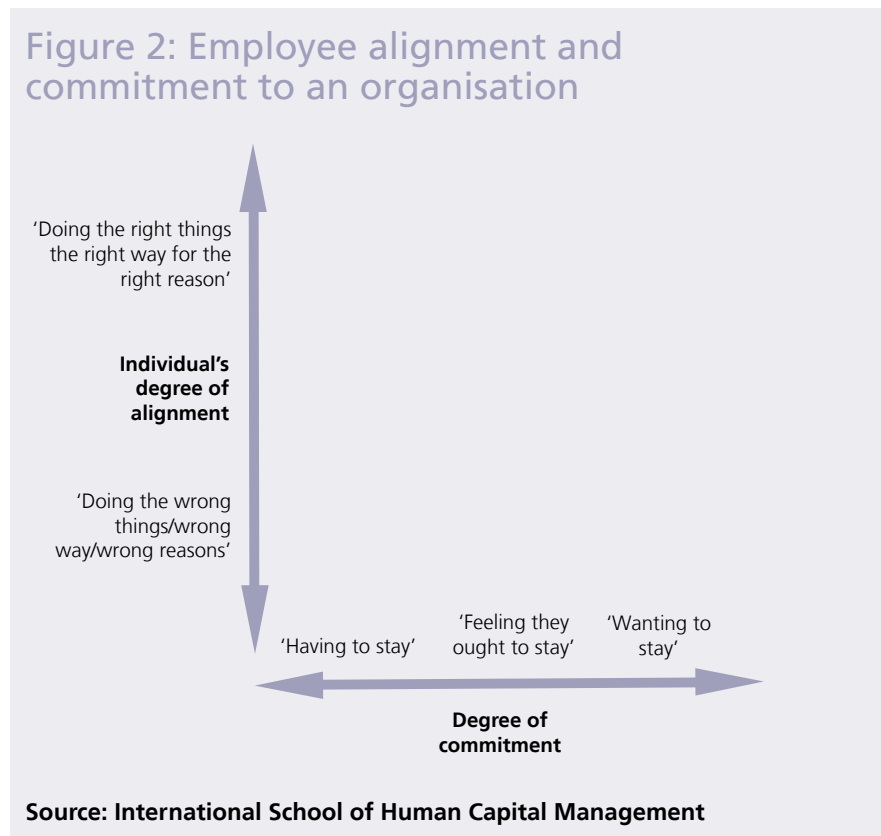 Figure 2: Employee alignment and
commitment to an organisation
‘Doing the right things
the right way for the
right reason’
Individual’s
degree of
alignment
‘Doing the wrong
things/wrong
way/wrong reasons’
‘Having to stay’
‘Feeling they
ought to stay’
‘Wanting to
stay’
Degree of
commitment
Source: International School of Human Capital Management